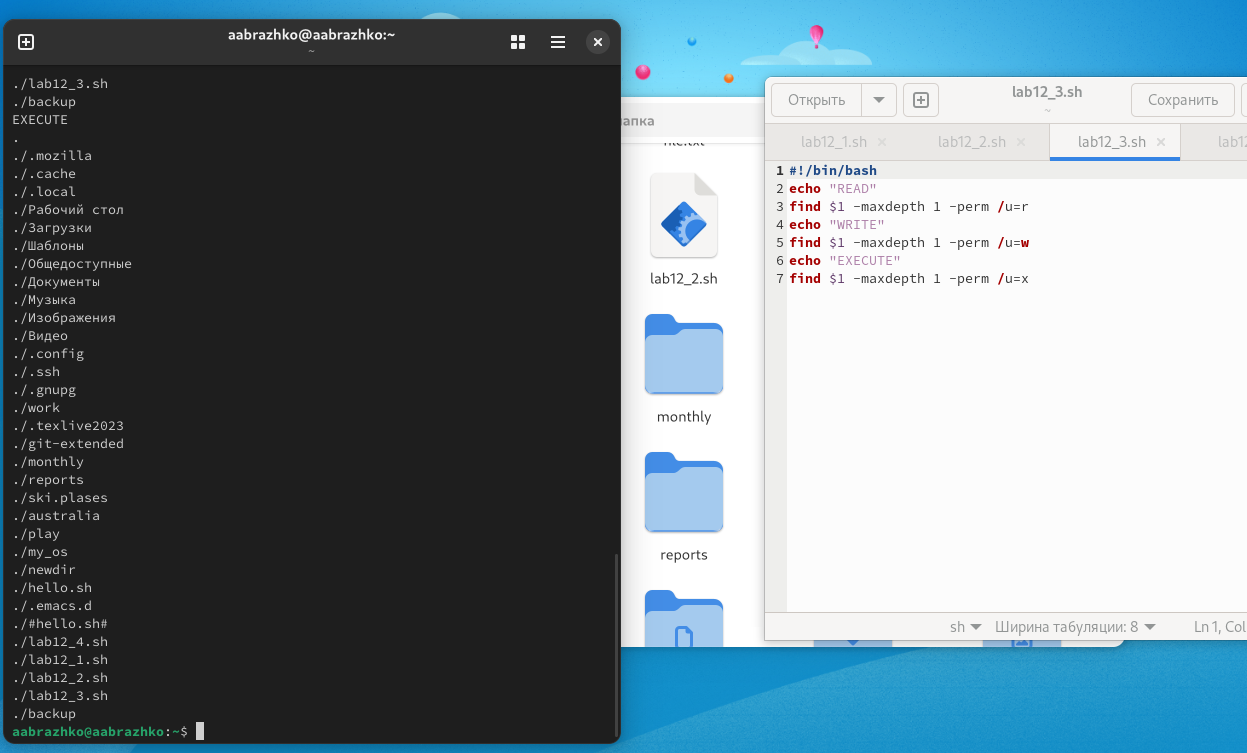 aabrazhko@aabrazhko:~
~
./lab12_3.sh
./backup
EXECUTE
.
./.mozilla
./.cache
./.local
./Рабочий стол
./Загрузки
./Шаблоны
./Общедоступные
./Документы
./Музыка
./Изображения
./Видео
./.config
./.ssh
./.gnupg
./work
./.texlive2023
./git-extended
./monthly
./reports
./ski.plases
./australia
./play
./my_os
./newdir
./hello.sh
./.emacs.d
./#hello.sh#
./lab12_4.sh
./lab12_1.sh
./lab12_2.sh
./lab12_3.sh
./backup
aabrazhko@aabrazhko:~$
lab12_2.sh
monthly
reports
Открыть lab12_3.sh Сохранить
~
lab12_1.sh × lab12_2.sh × lab12_3.sh × lab12
1 #!/bin/bash
2 echo "READ"
3 find $1 -maxdepth 1 -perm /u=r
4 echo "WRITE"
5 find $1 -maxdepth 1 -perm /u=w
6 echo "EXECUTE"
7 find $1 -maxdepth 1 -perm /u=x
sh Ширина табуляции: 8 Ln 1, Col